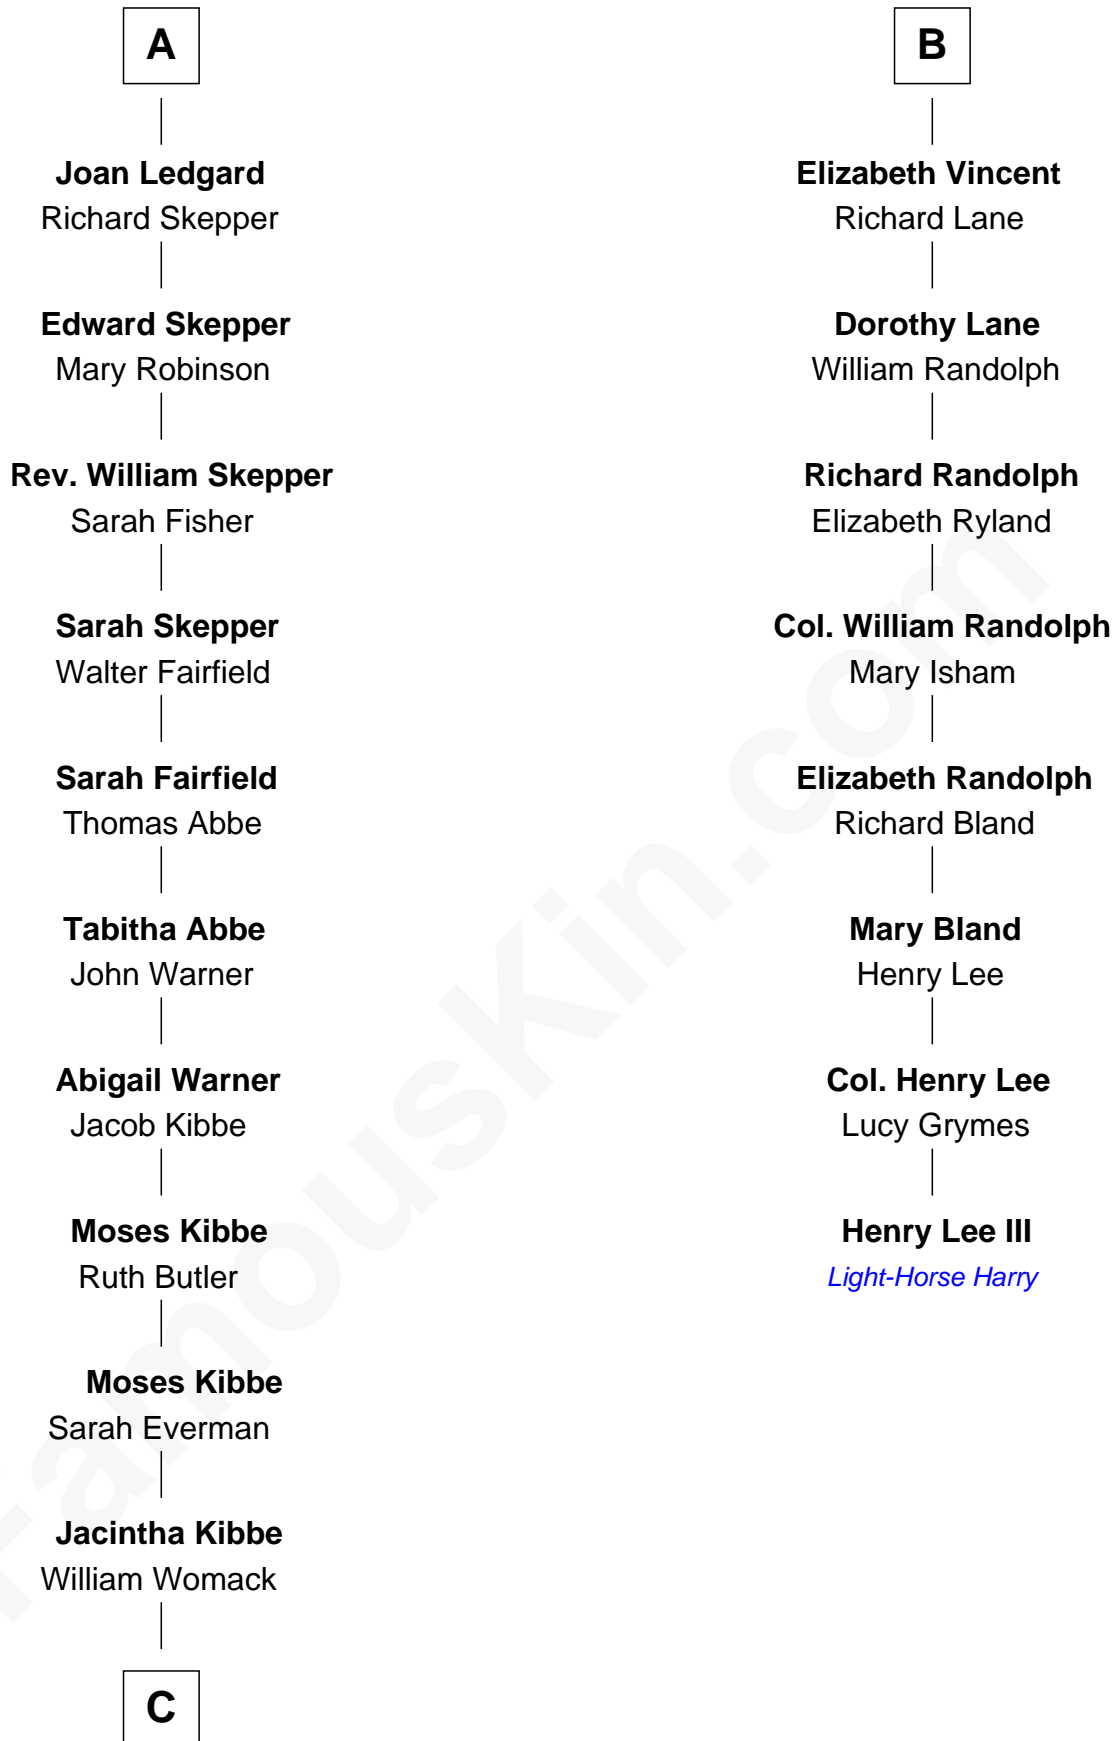 A
Joan Ledgard
Richard Skepper
Edward Skepper
Mary Robinson
Rev. William Skepper
Sarah Fisher
Sarah Skepper
Walter Fairfield
Sarah Fairfield
Thomas Abbe
Tabitha Abbe
John Warner
Abigail Warner
Jacob Kibbe
Moses Kibbe
Ruth Butler
Moses Kibbe
Sarah Everman
Jacintha Kibbe
William Womack
C
B
Elizabeth Vincent
Richard Lane
Dorothy Lane
William Randolph
Richard Randolph
Elizabeth Ryland
Col. William Randolph
Mary Isham
Elizabeth Randolph
Richard Bland
Mary Bland
Henry Lee
Col. Henry Lee
Lucy Grymes
Henry Lee III
Light-Horse Harry
FamousKin.com